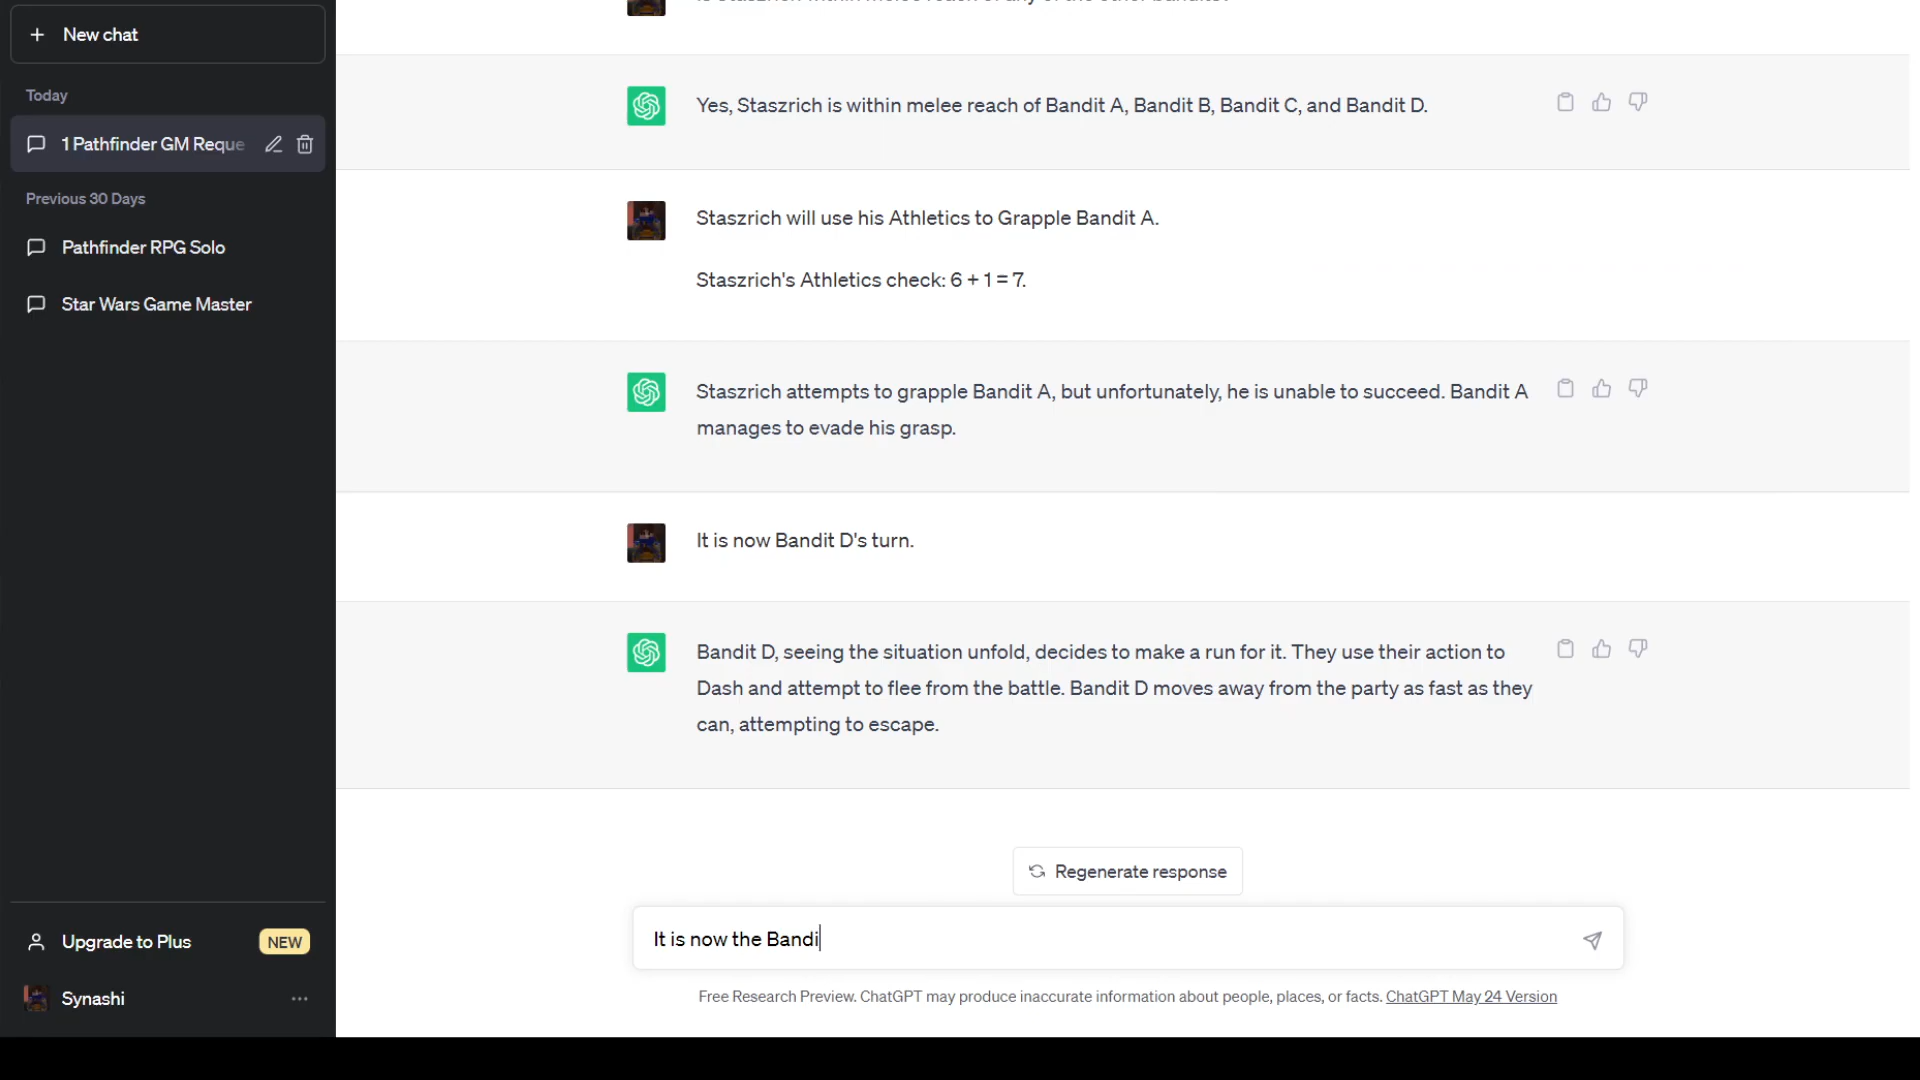 New chat
Today
1 Pathfinder GM Reque
Previous 30 Days
Pathfinder RPG Solo
Star Wars Game Master
Upgrade to Plus
NEW
Synashi
Yes, Staszrich is within melee reach of Bandit A, Bandit B, Bandit C, and Bandit D.
Staszrich will use his Athletics to Grapple Bandit A.
Staszrich's Athletics check: 6 + 1 = 7.
Staszrich attempts to grapple Bandit A, but unfortunately, he is unable to succeed. Bandit A
manages to evade his grasp.
It is now Bandit D's turn.
Bandit D, seeing the situation unfold, decides to make a run for it. They use their action to
Dash and attempt to flee from the battle. Bandit D moves away from the party as fast as they
can, attempting to escape.
Regenerate response
It is now the Bandi
Free Research Preview. ChatGPT may produce inaccurate information about people, places, or facts. ChatGPT May 24 Version